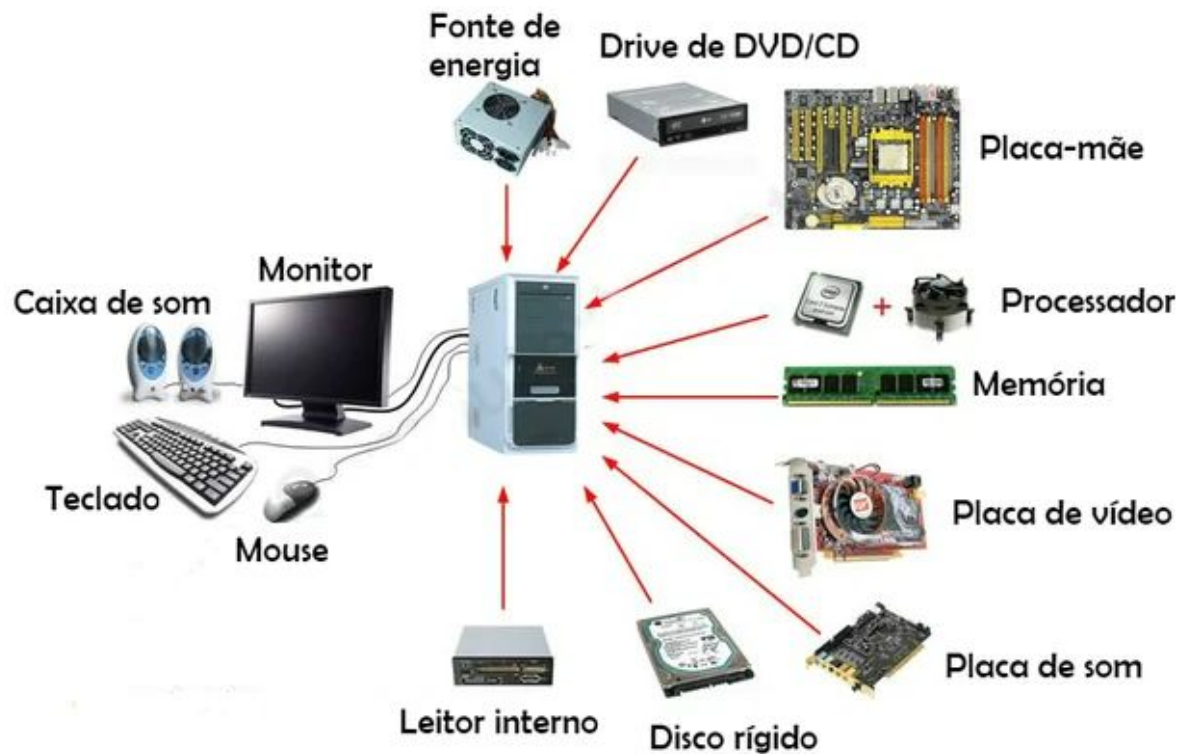 Fonte de
energia
Drive de DVD/CD
Placa-mãe
Monitor
Caixa de som
Processador
Memória
Teclado
Mouse
Placa de vídeo
Placa de som
Leitor interno
Disco rígido